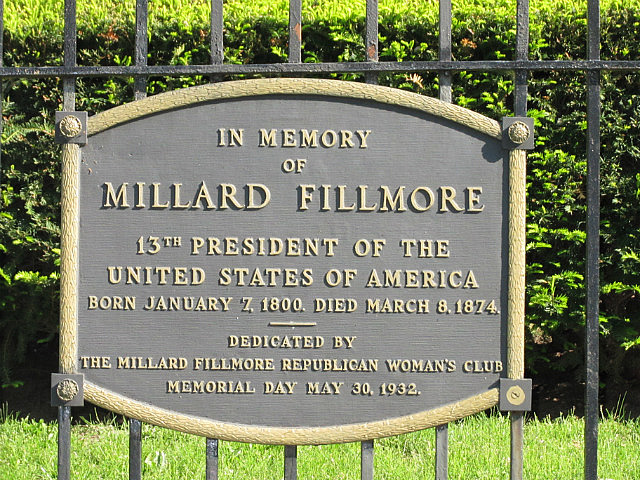 IN MEMORY
OF
MILLARD FILLMORE
13TH PRESIDENT OF THE
UNITED STATES OF AMERICA
BORN JANUARY 7, 1800. DIED MARCH 8, 1874.
DEDICATED BY
THE MILLARD FILLMORE REPUBLICAN WOMAN'S CLUB
MEMORIAL DAY MAY 30, 1932.